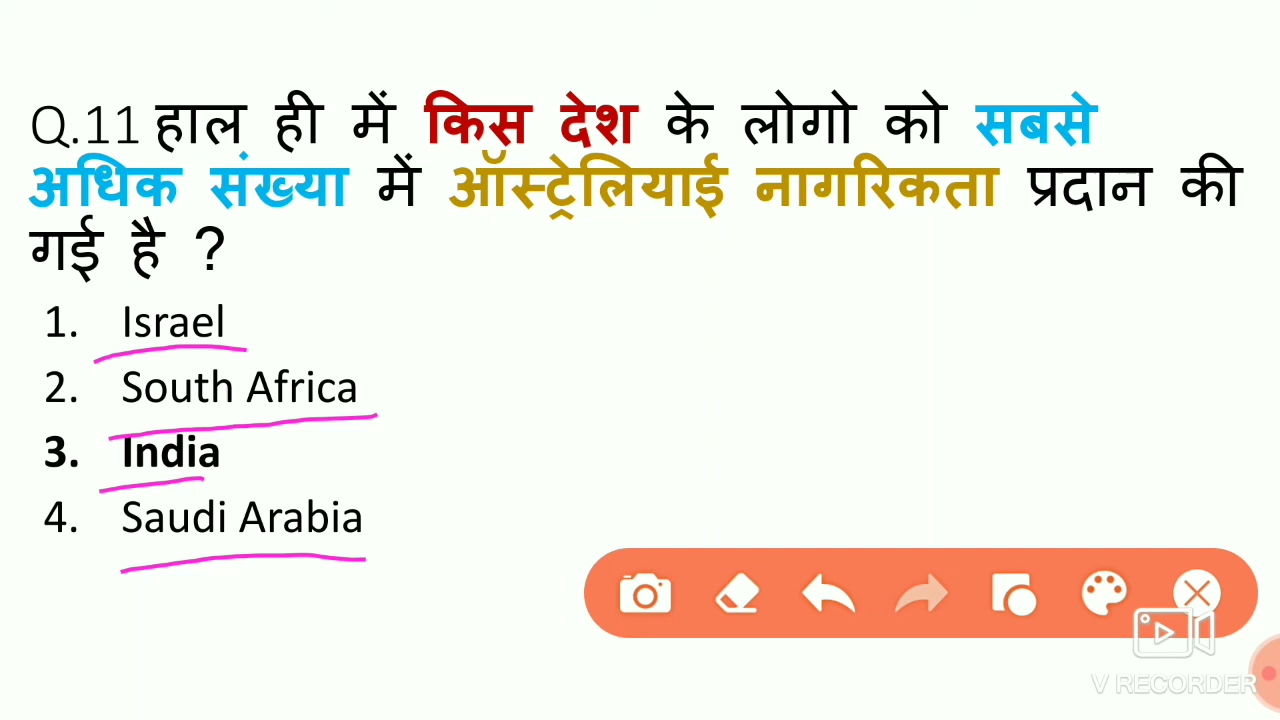 Q.11 हाल ही में किस देश के लोगो को सबसे
अधिक संख्या में ऑस्ट्रेलियाई नागरिकता प्रदान की
गई है ?
1. Israel
2. South Africa
3. India
4. Saudi Arabia
V RECORDER